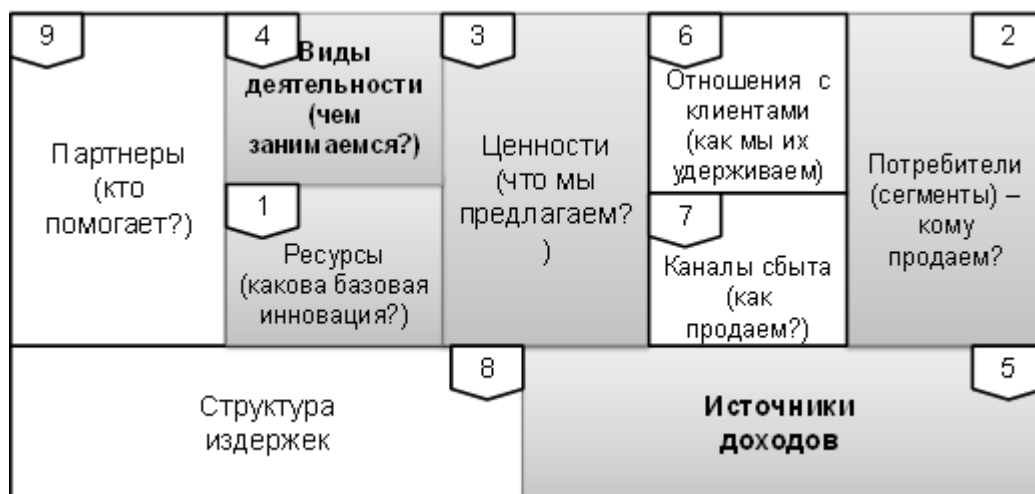 9
Партнеры
(кто
помогает?)
4
Виды
деятельности
(чем
занимаемся?)
1
Ресурсы
(какова базовая
инновация?)
3
Ценности
(что мы
предлагаем?
)
6
Отношения с
клиентами
(как мы их
удерживаем)
7
Каналы сбыта
(как
продаем?)
2
Потребители
(сегменты) –
кому
продаем?
8
Структура
издержек
5
Источники
доходов